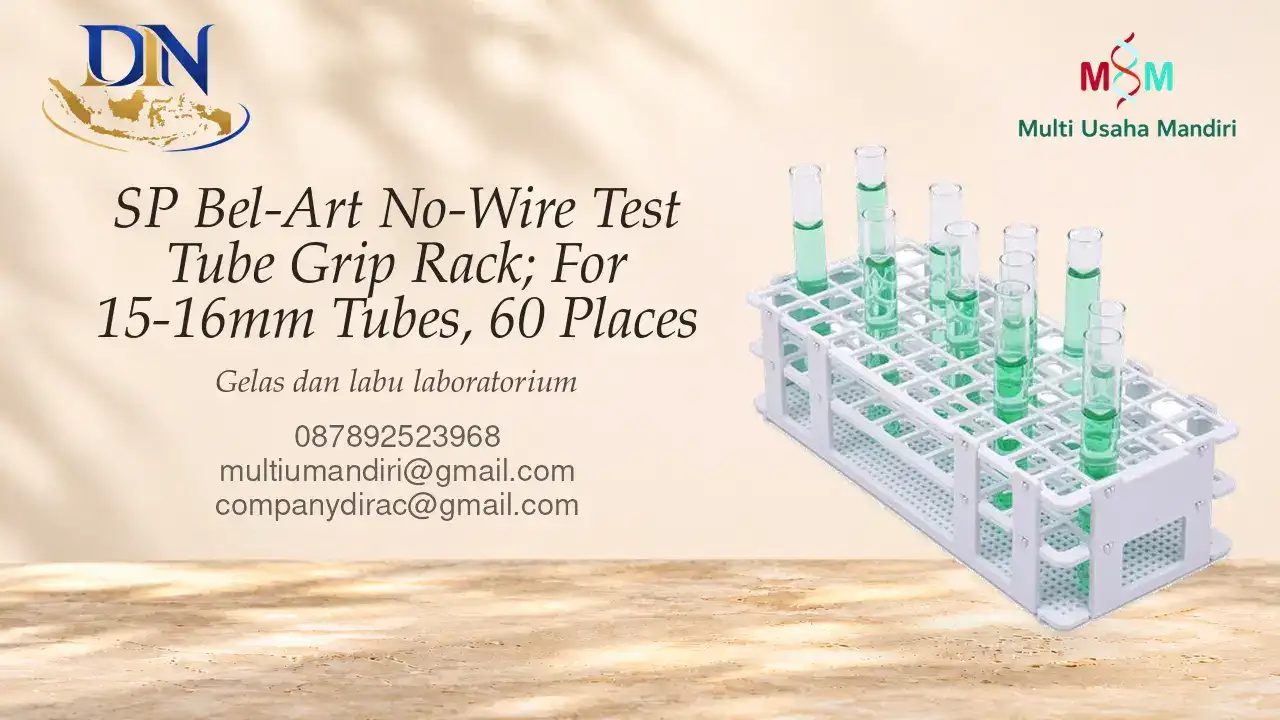 DIN
MSM
Multi Usaha Mandiri
SP Bel-Art No-Wire Test
Tube Grip Rack; For
15-16mm Tubes, 60 Places
Gelas dan labu laboratorium
087892523968
multiumandiri@gmail.com
companydirac@gmail.com